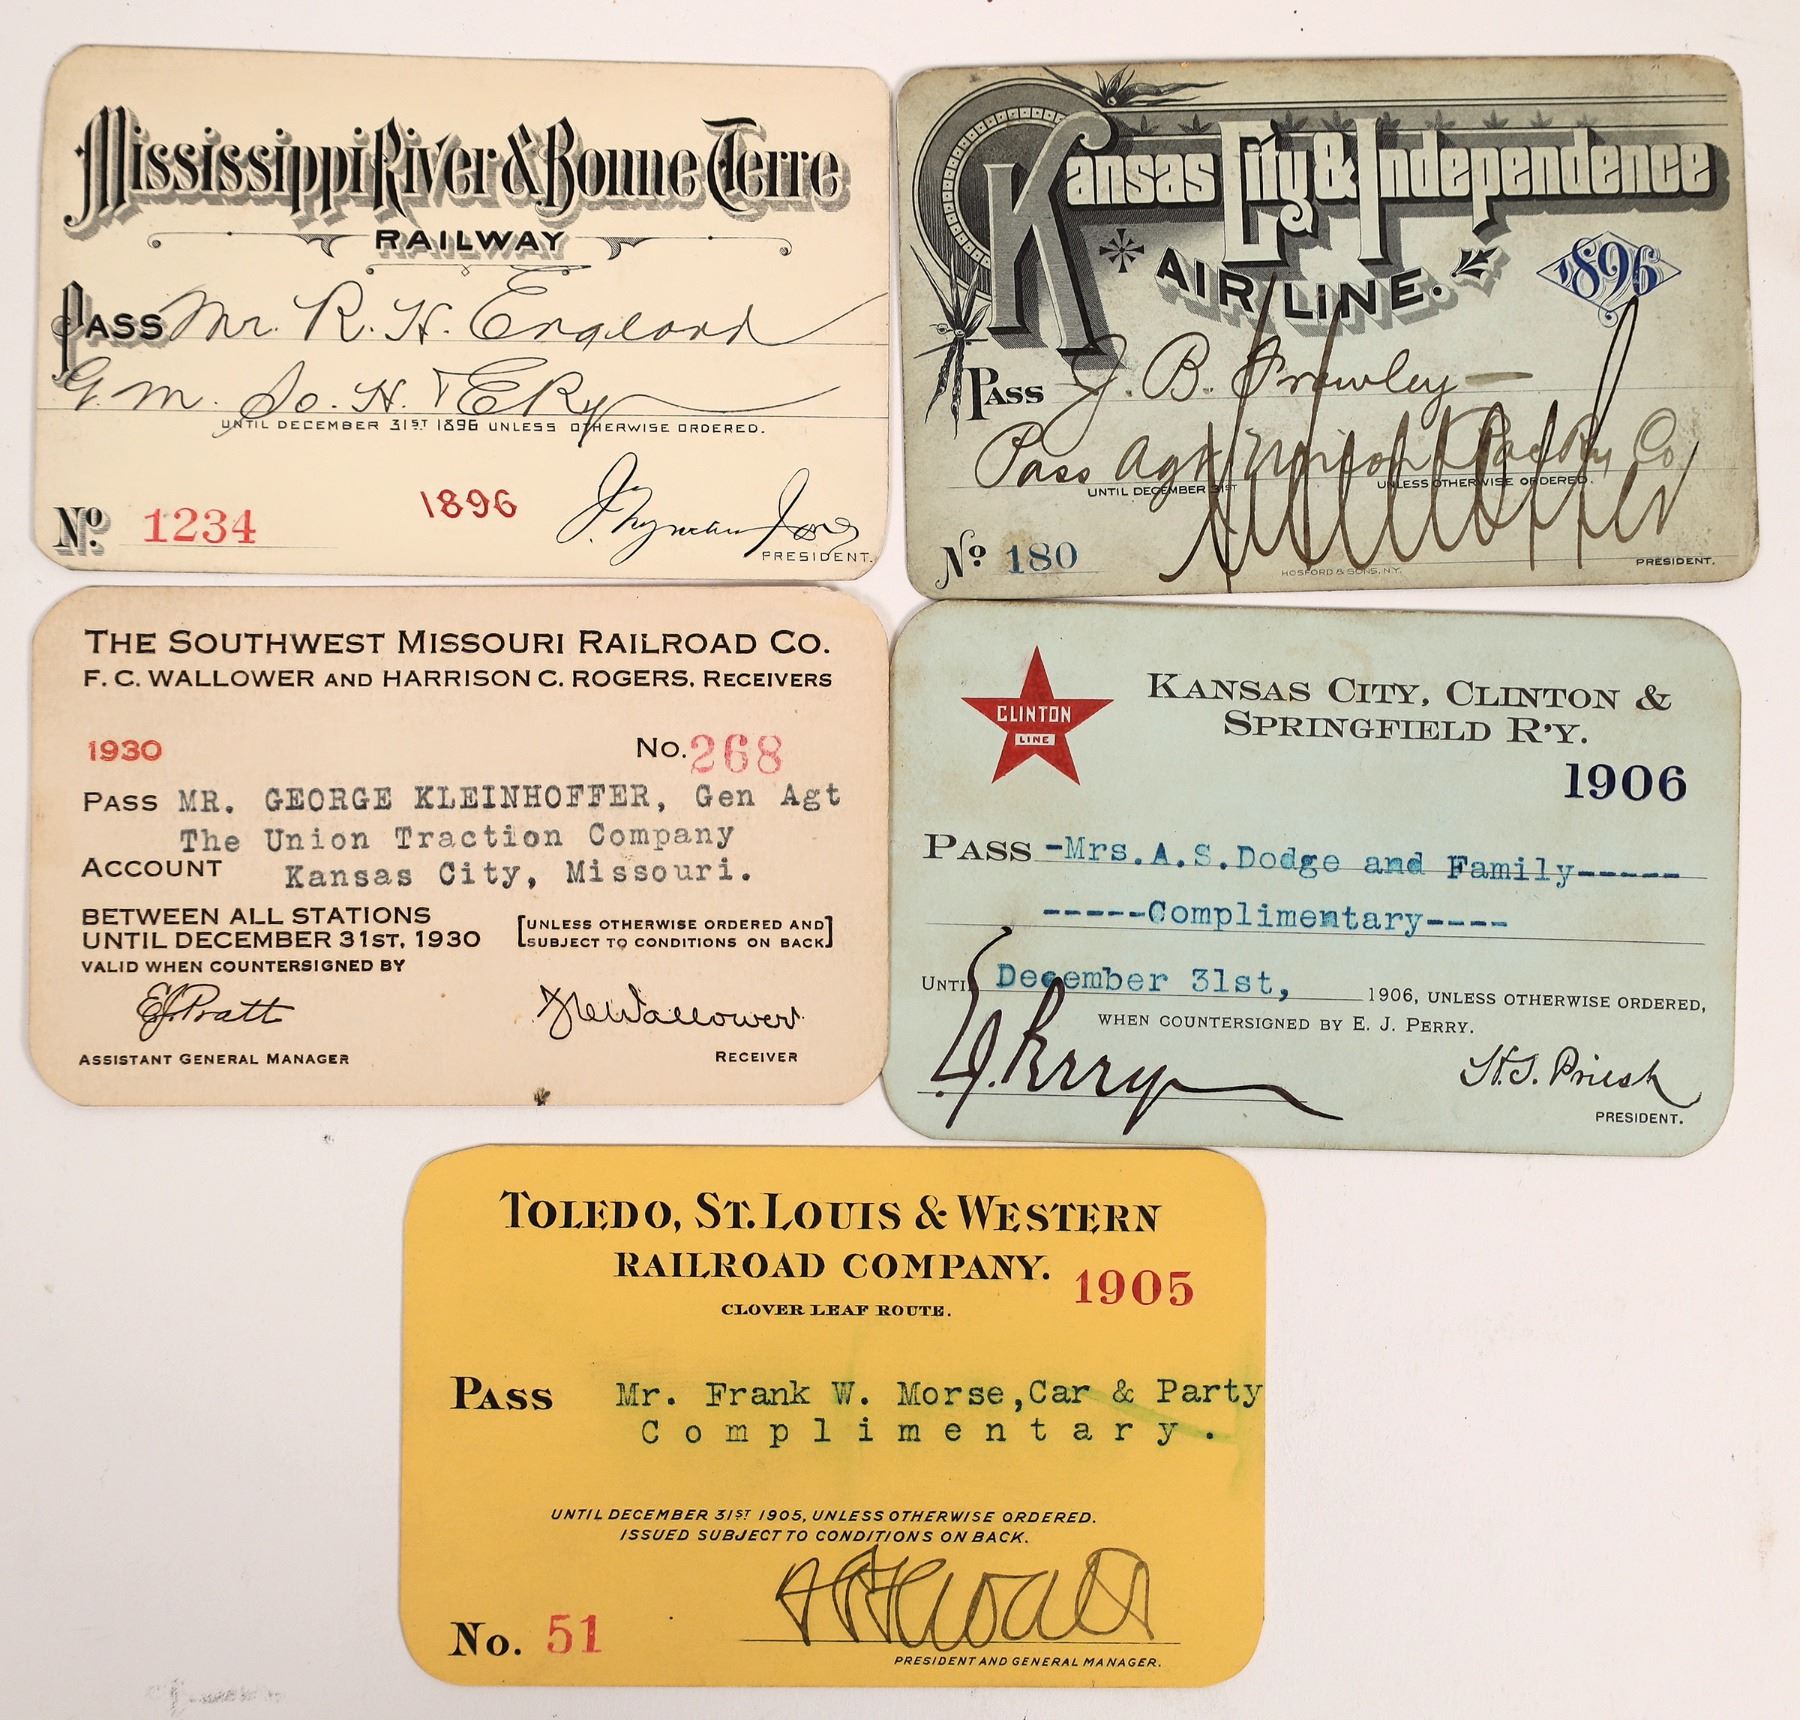 Mississippi River & Bonne Terre
RAILWAY
PASS Mr. R. H. England
G. M. So. H. & E Ry
UNTIL DECEMBER 31ST 1896 UNLESS OTHERWISE ORDERED.
No 1234
1896
PRESIDENT.
Kansas City & Independence
AIR LINE.
1896
PASS J. B. Frawley
Pass Agt Union Pac Ry Co
UNTIL DECEMBER 31ST UNLESS OTHERWISE ORDERED.
No 180
HOSFORD & SONS, N.Y.
PRESIDENT.
THE SOUTHWEST MISSOURI RAILROAD CO.
F. C. WALLOWER AND HARRISON C. ROGERS, RECEIVERS
1930
No. 268
PASS MR. GEORGE KLEINHOFFER, Gen Agt
The Union Traction Company
ACCOUNT Kansas City, Missouri.
BETWEEN ALL STATIONS
UNTIL DECEMBER 31ST, 1930
[UNLESS OTHERWISE ORDERED AND
SUBJECT TO CONDITIONS ON BACK]
VALID WHEN COUNTERSIGNED BY
E.J. Pratt
F.C. Wallower
ASSISTANT GENERAL MANAGER
RECEIVER
CLINTON
LINE
KANSAS CITY, CLINTON &
SPRINGFIELD R'Y.
1906
PASS -Mrs.A.S.Dodge and Family-----
-----Complimentary----
UNTIL December 31st, 1906, UNLESS OTHERWISE ORDERED,
WHEN COUNTERSIGNED BY E. J. PERRY.
E. J. Perry
H. S. Priest
PRESIDENT.
TOLEDO, ST. LOUIS & WESTERN
RAILROAD COMPANY.
1905
CLOVER LEAF ROUTE.
PASS Mr. Frank W. Morse,Car & Party
Complimentary.
UNTIL DECEMBER 31ST 1905, UNLESS OTHERWISE ORDERED.
ISSUED SUBJECT TO CONDITIONS ON BACK.
No. 51
PRESIDENT AND GENERAL MANAGER.